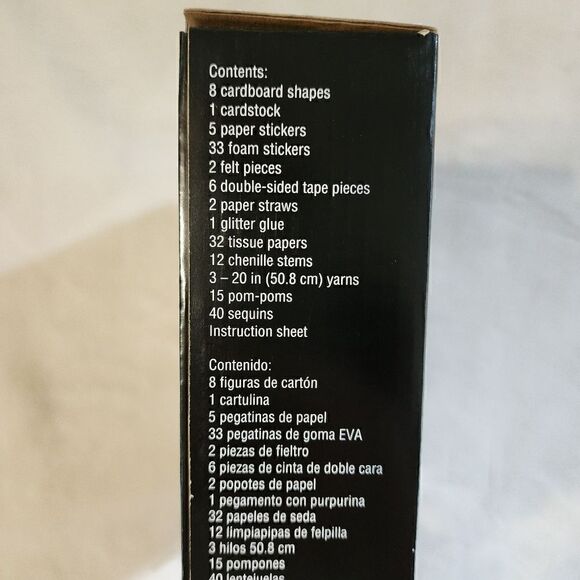 Contents:
8 cardboard shapes
1 cardstock
5 paper stickers
33 foam stickers
2 felt pieces
6 double-sided tape pieces
2 paper straws
1 glitter glue
32 tissue papers
12 chenille stems
3 – 20 in (50.8 cm) yarns
15 pom-poms
40 sequins
Instruction sheet
Contenido:
8 figuras de cartón
1 cartulina
5 pegatinas de papel
33 pegatinas de goma EVA
2 piezas de fieltro
6 piezas de cinta de doble cara
2 popotes de papel
1 pegamento con purpurina
32 papeles de seda
12 limpiapipas de felpilla
3 hilos 50.8 cm
15 pompones
40 lentejuelas